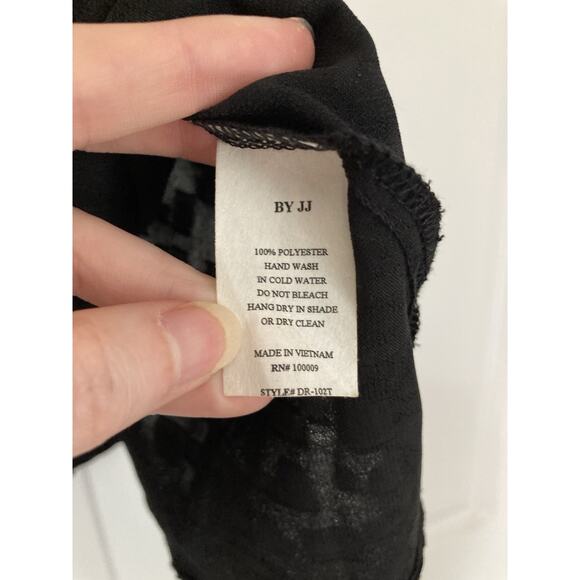 BY JJ
100% POLYESTER
HAND WASH
IN COLD WATER
DO NOT BLEACH
HANG DRY IN SHADE
OR DRY CLEAN
MADE IN VIETNAM
RN# 100009
STYLE# DR-102T